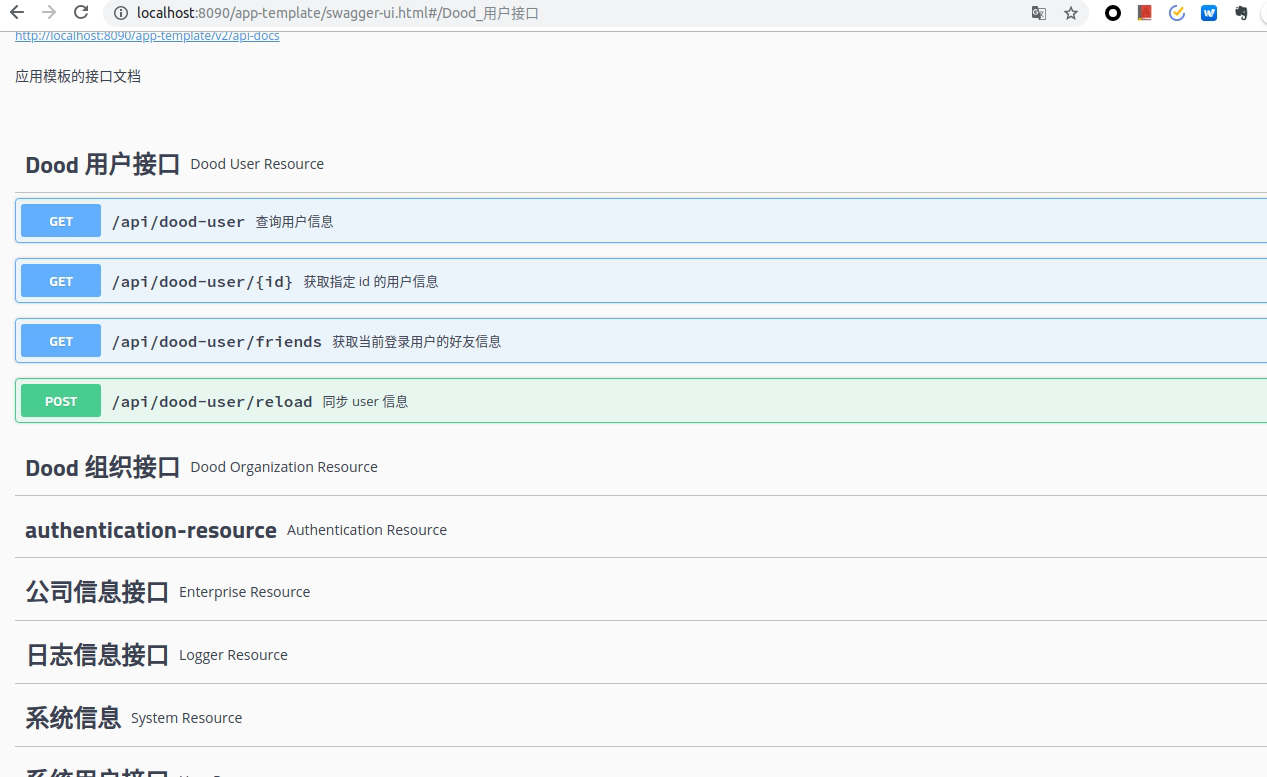 localhost:8090/app-template/swagger-ui.html#/Dood_用户接口
http://localhost:8090/app-template/v2/api-docs
应用模板的接口文档
Dood 用户接口 Dood User Resource
GET /api/dood-user 查询用户信息
GET /api/dood-user/{id} 获取指定 id 的用户信息
GET /api/dood-user/friends 获取当前登录用户的好友信息
POST /api/dood-user/reload 同步 user 信息
Dood 组织接口 Dood Organization Resource
authentication-resource Authentication Resource
公司信息接口 Enterprise Resource
日志信息接口 Logger Resource
系统信息 System Resource
系统用户接口